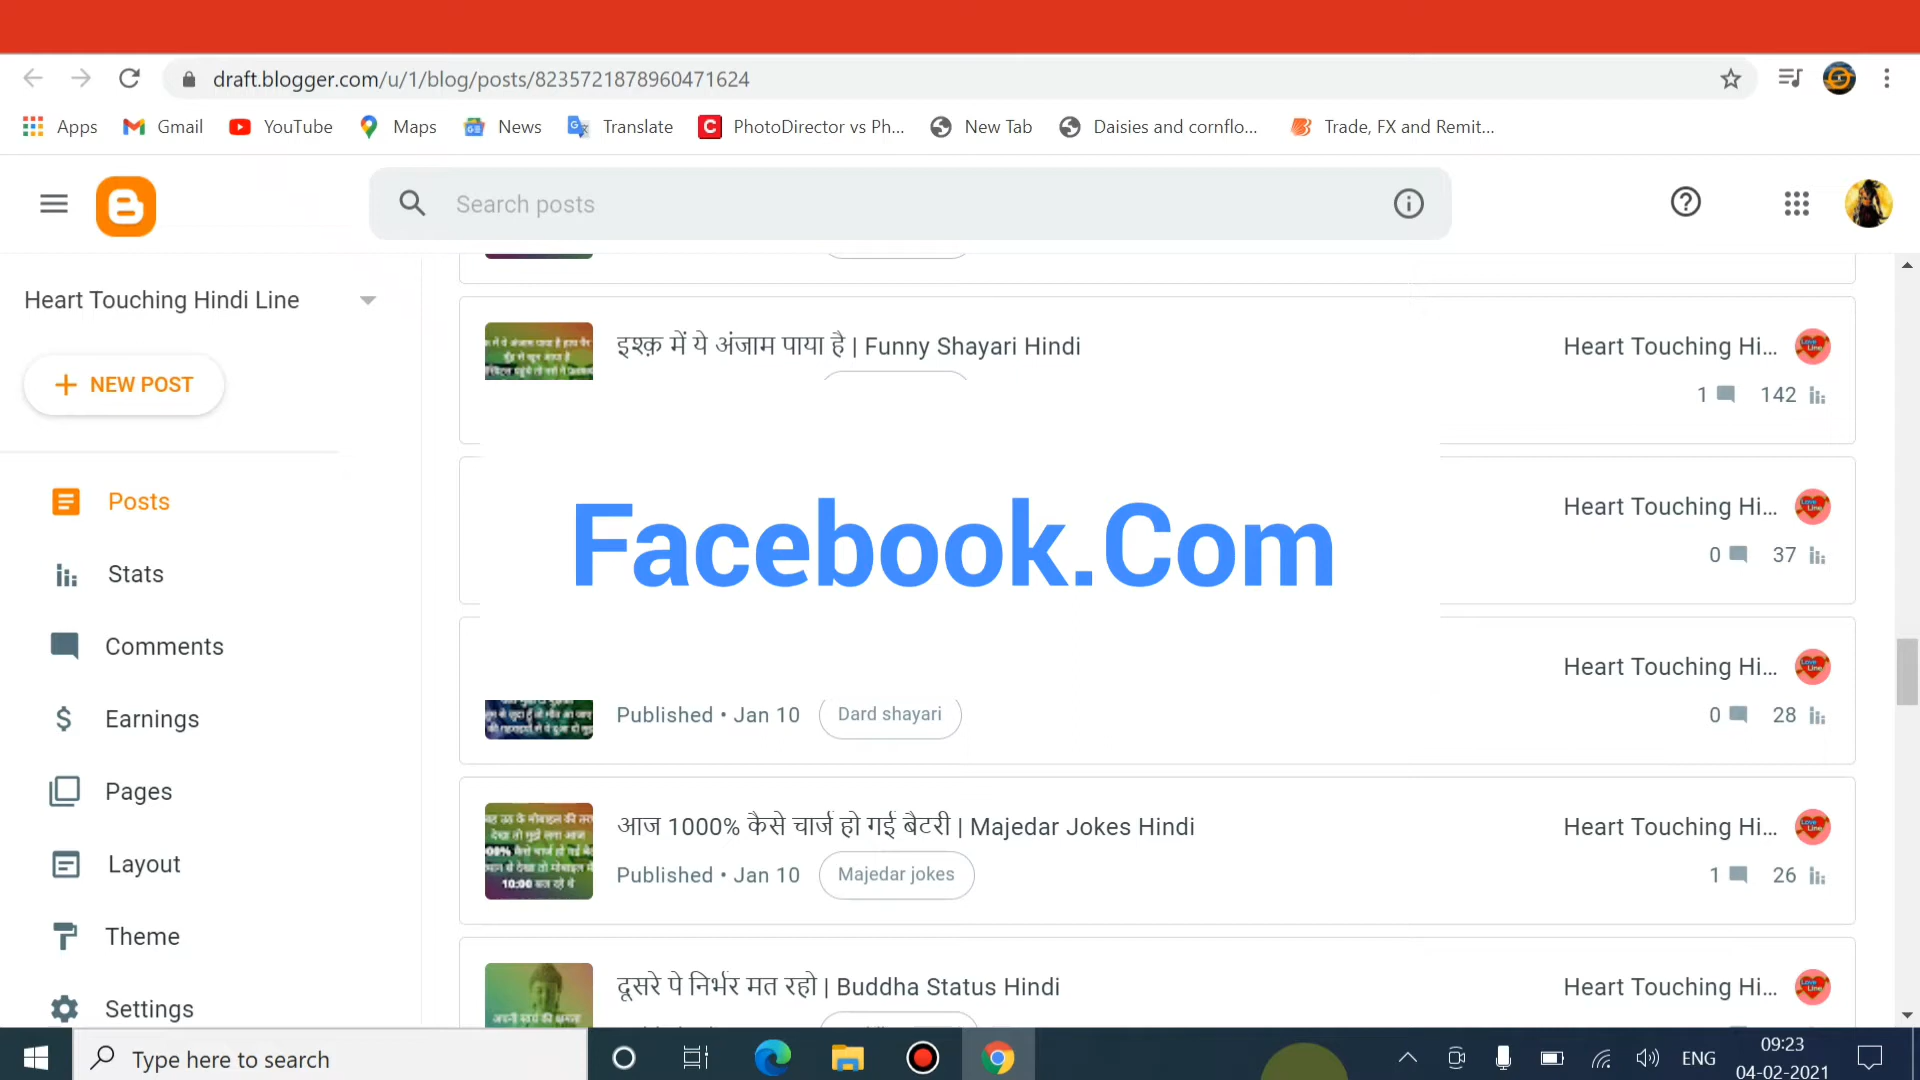 draft.blogger.com/u/1/blog/posts/8235721878960471624
Apps Gmail YouTube Maps News Translate PhotoDirector vs Ph... New Tab Daisies and cornflo... Trade, FX and Remit...
Search posts
Heart Touching Hindi Line
NEW POST
Posts
Stats
Comments
Earnings
Pages
Layout
Theme
Settings
इश्क़ में ये अंजाम पाया है | Funny Shayari Hindi
Heart Touching Hi...
1 142
Facebook.Com
Heart Touching Hi...
0 37
Heart Touching Hi...
Published • Jan 10 Dard shayari
0 28
आज 1000% कैसे चार्ज हो गई बैटरी | Majedar Jokes Hindi
Heart Touching Hi...
Published • Jan 10 Majedar jokes
1 26
दूसरे पे निर्भर मत रहो | Buddha Status Hindi
Heart Touching Hi...
Type here to search
ENG
09:23
04-02-2021